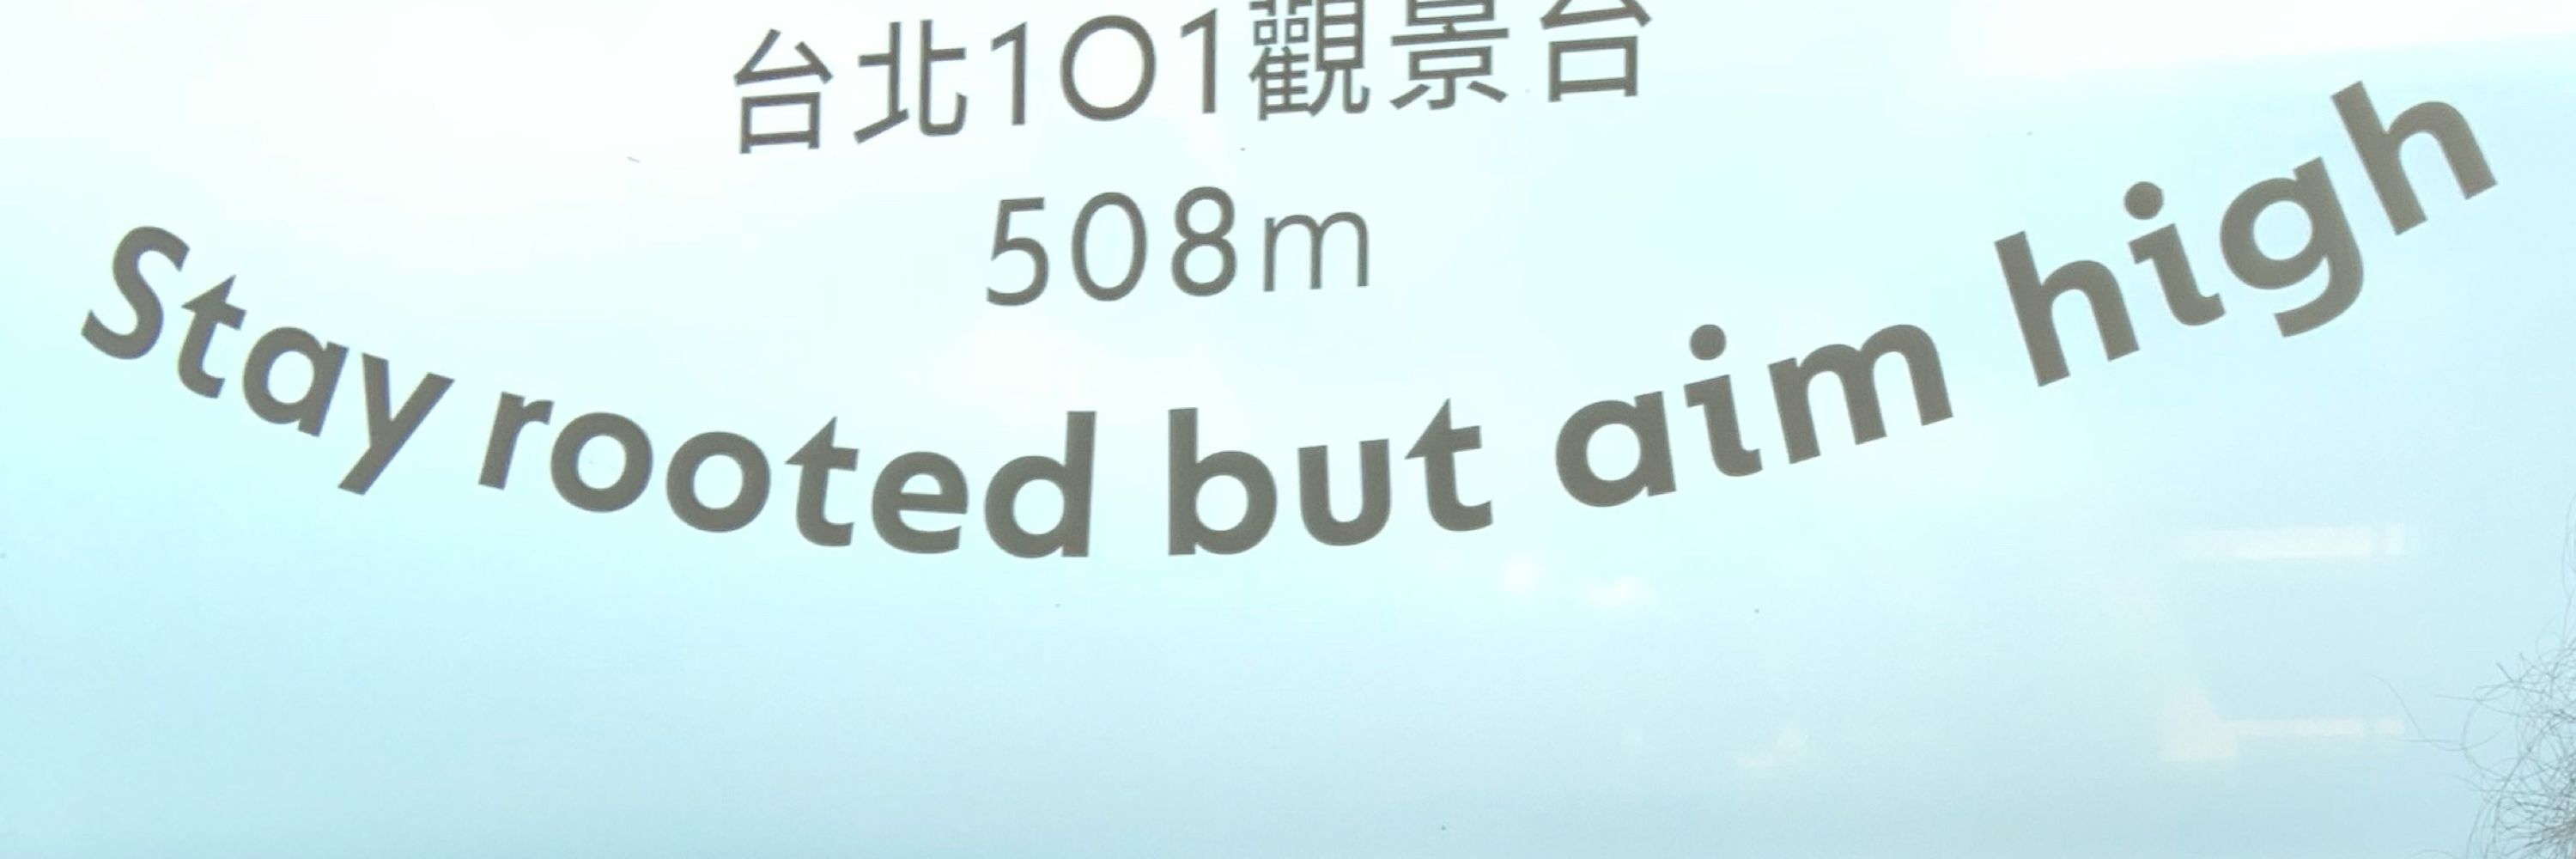 台北101觀景台
508m
Stay rooted but aim high